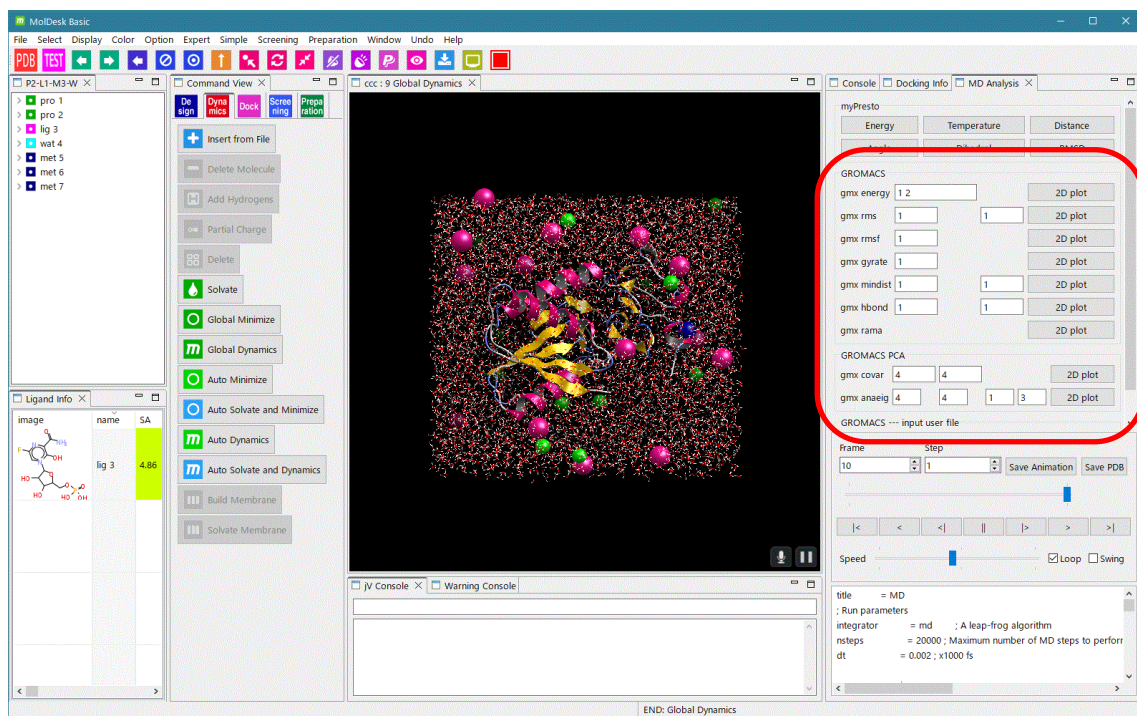 MolDesk Basic
File Select Display Color Option Expert Simple Screening Preparation Window Undo Help
PDB TEST
P2-L1-M3-W
pro 1
pro 2
lig 3
wat 4
met 5
met 6
met 7
Ligand Info
image name SA
lig 3 4.86
Command View
De sign
Dyna mics
Dock
Scree ning
Prepa ration
Insert from File
Delete Molecule
Add Hydrogens
Partial Charge
Delete
Solvate
Global Minimize
Global Dynamics
Auto Minimize
Auto Solvate and Minimize
Auto Dynamics
Auto Solvate and Dynamics
Build Membrane
Solvate Membrane
ccc : 9 Global Dynamics
jV Console Warning Console
Console Docking Info MD Analysis
myPresto
Energy Temperature Distance
Angle Dihedral RMSD
GROMACS
gmx energy 1 2 2D plot
gmx rms 1 1 2D plot
gmx rmsf 1 2D plot
gmx gyrate 1 2D plot
gmx mindist 1 1 2D plot
gmx hbond 1 1 2D plot
gmx rama 2D plot
GROMACS PCA
gmx covar 4 4 2D plot
gmx anaeig 4 4 1 3 2D plot
GROMACS --- input user file
Frame Step
10 1 Save Animation Save PDB
|< < <| || |> > >|
Speed Loop Swing
title = MD
; Run parameters
integrator = md ; A leap-frog algorithm
nsteps = 20000 ; Maximum number of MD steps to perforr
dt = 0.002 ; x1000 fs
END: Global Dynamics